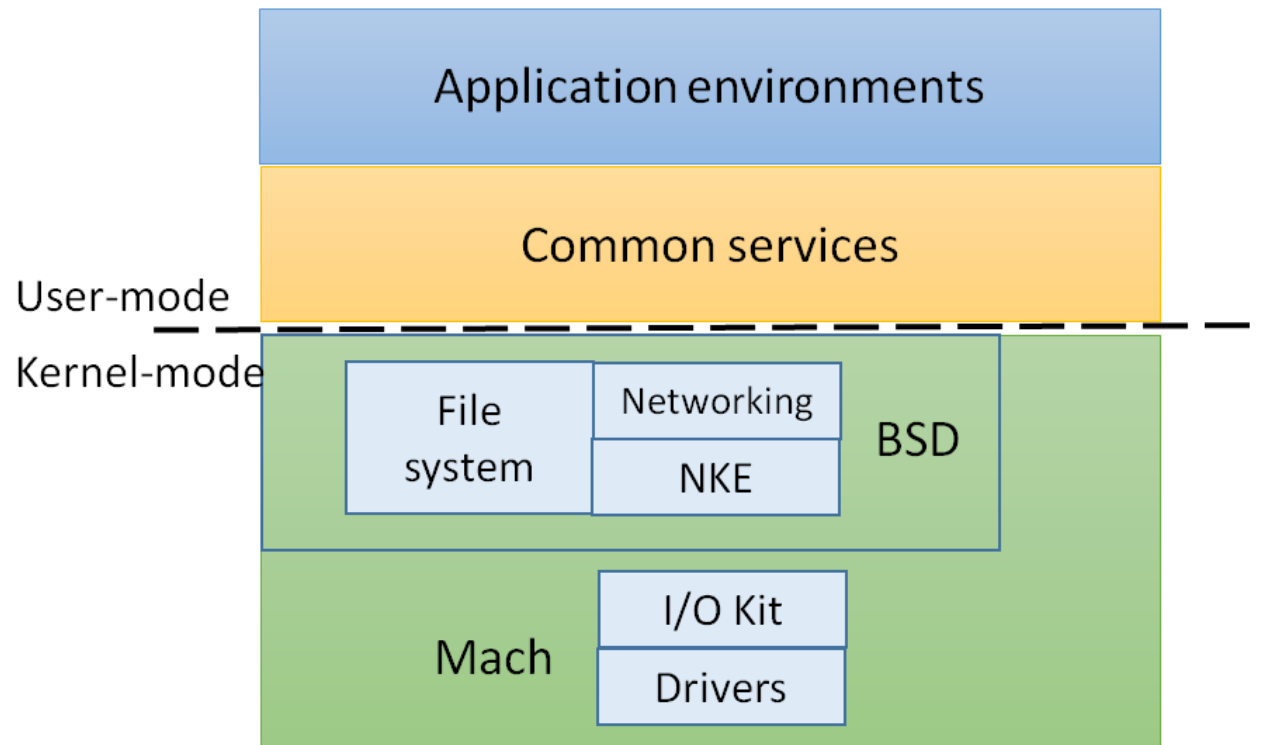 Application environments
Common services
User-mode
Kernel-mode
File
system
Networking
NKE
BSD
I/O Kit
Mach
Drivers